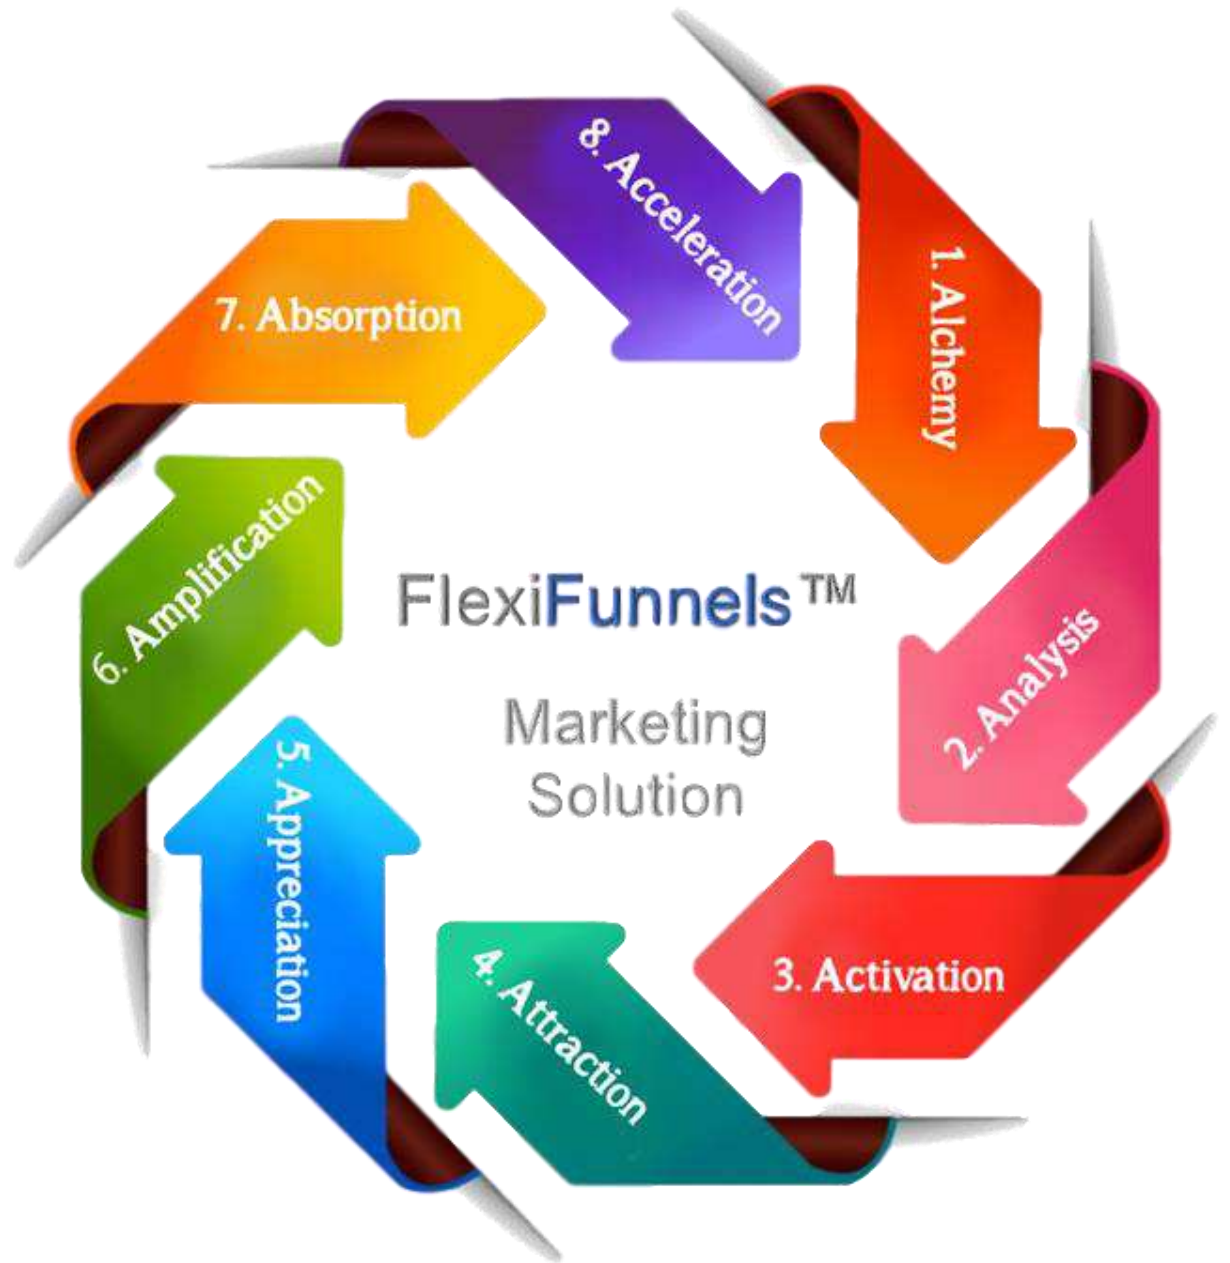 FlexiFunnels™
Marketing
Solution
1. Alchemy
2. Analysis
3. Activation
4. Attraction
5. Appreciation
6. Amplification
7. Absorption
8. Acceleration